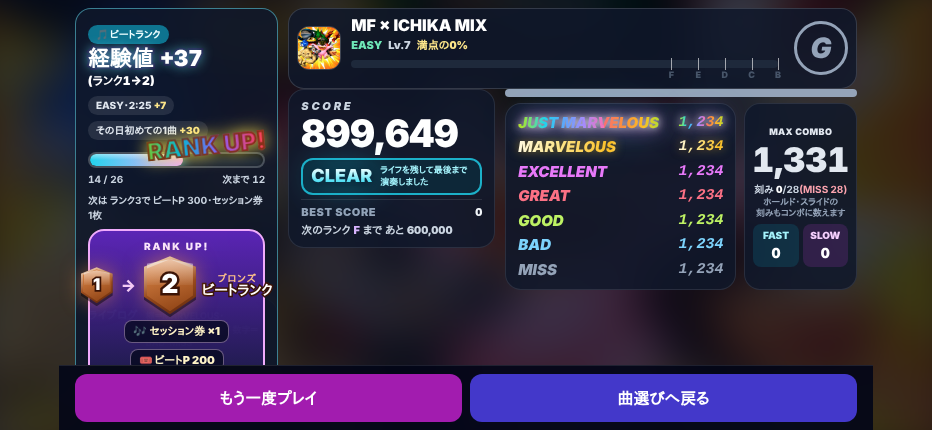 ビートランク
経験値 +37
(ランク1→2)
EASY・2:25 +7
その日初めての1曲 +30
RANK UP!
14 / 26
次まで 12
次は ランク3で ビートP 300・セッション券
1枚
RANK UP!
1 → 2
ブロンズ
ビートランク
セッション券 ×1
ビートP 200
MF × ICHIKA MIX
EASY Lv.7 満点の0%
F E D C B
G
SCORE
899,649
CLEAR
ライフを残して最後まで
演奏しました
BEST SCORE 0
次のランク F まで あと 600,000
JUST MARVELOUS 1,234
MARVELOUS 1,234
EXCELLENT 1,234
GREAT 1,234
GOOD 1,234
BAD 1,234
MISS 1,234
MAX COMBO
1,331
刻み 0/28(MISS 28)
ホールド・スライドの
刻みもコンボに数えます
FAST SLOW
0 0
もう一度プレイ
曲選びへ戻る